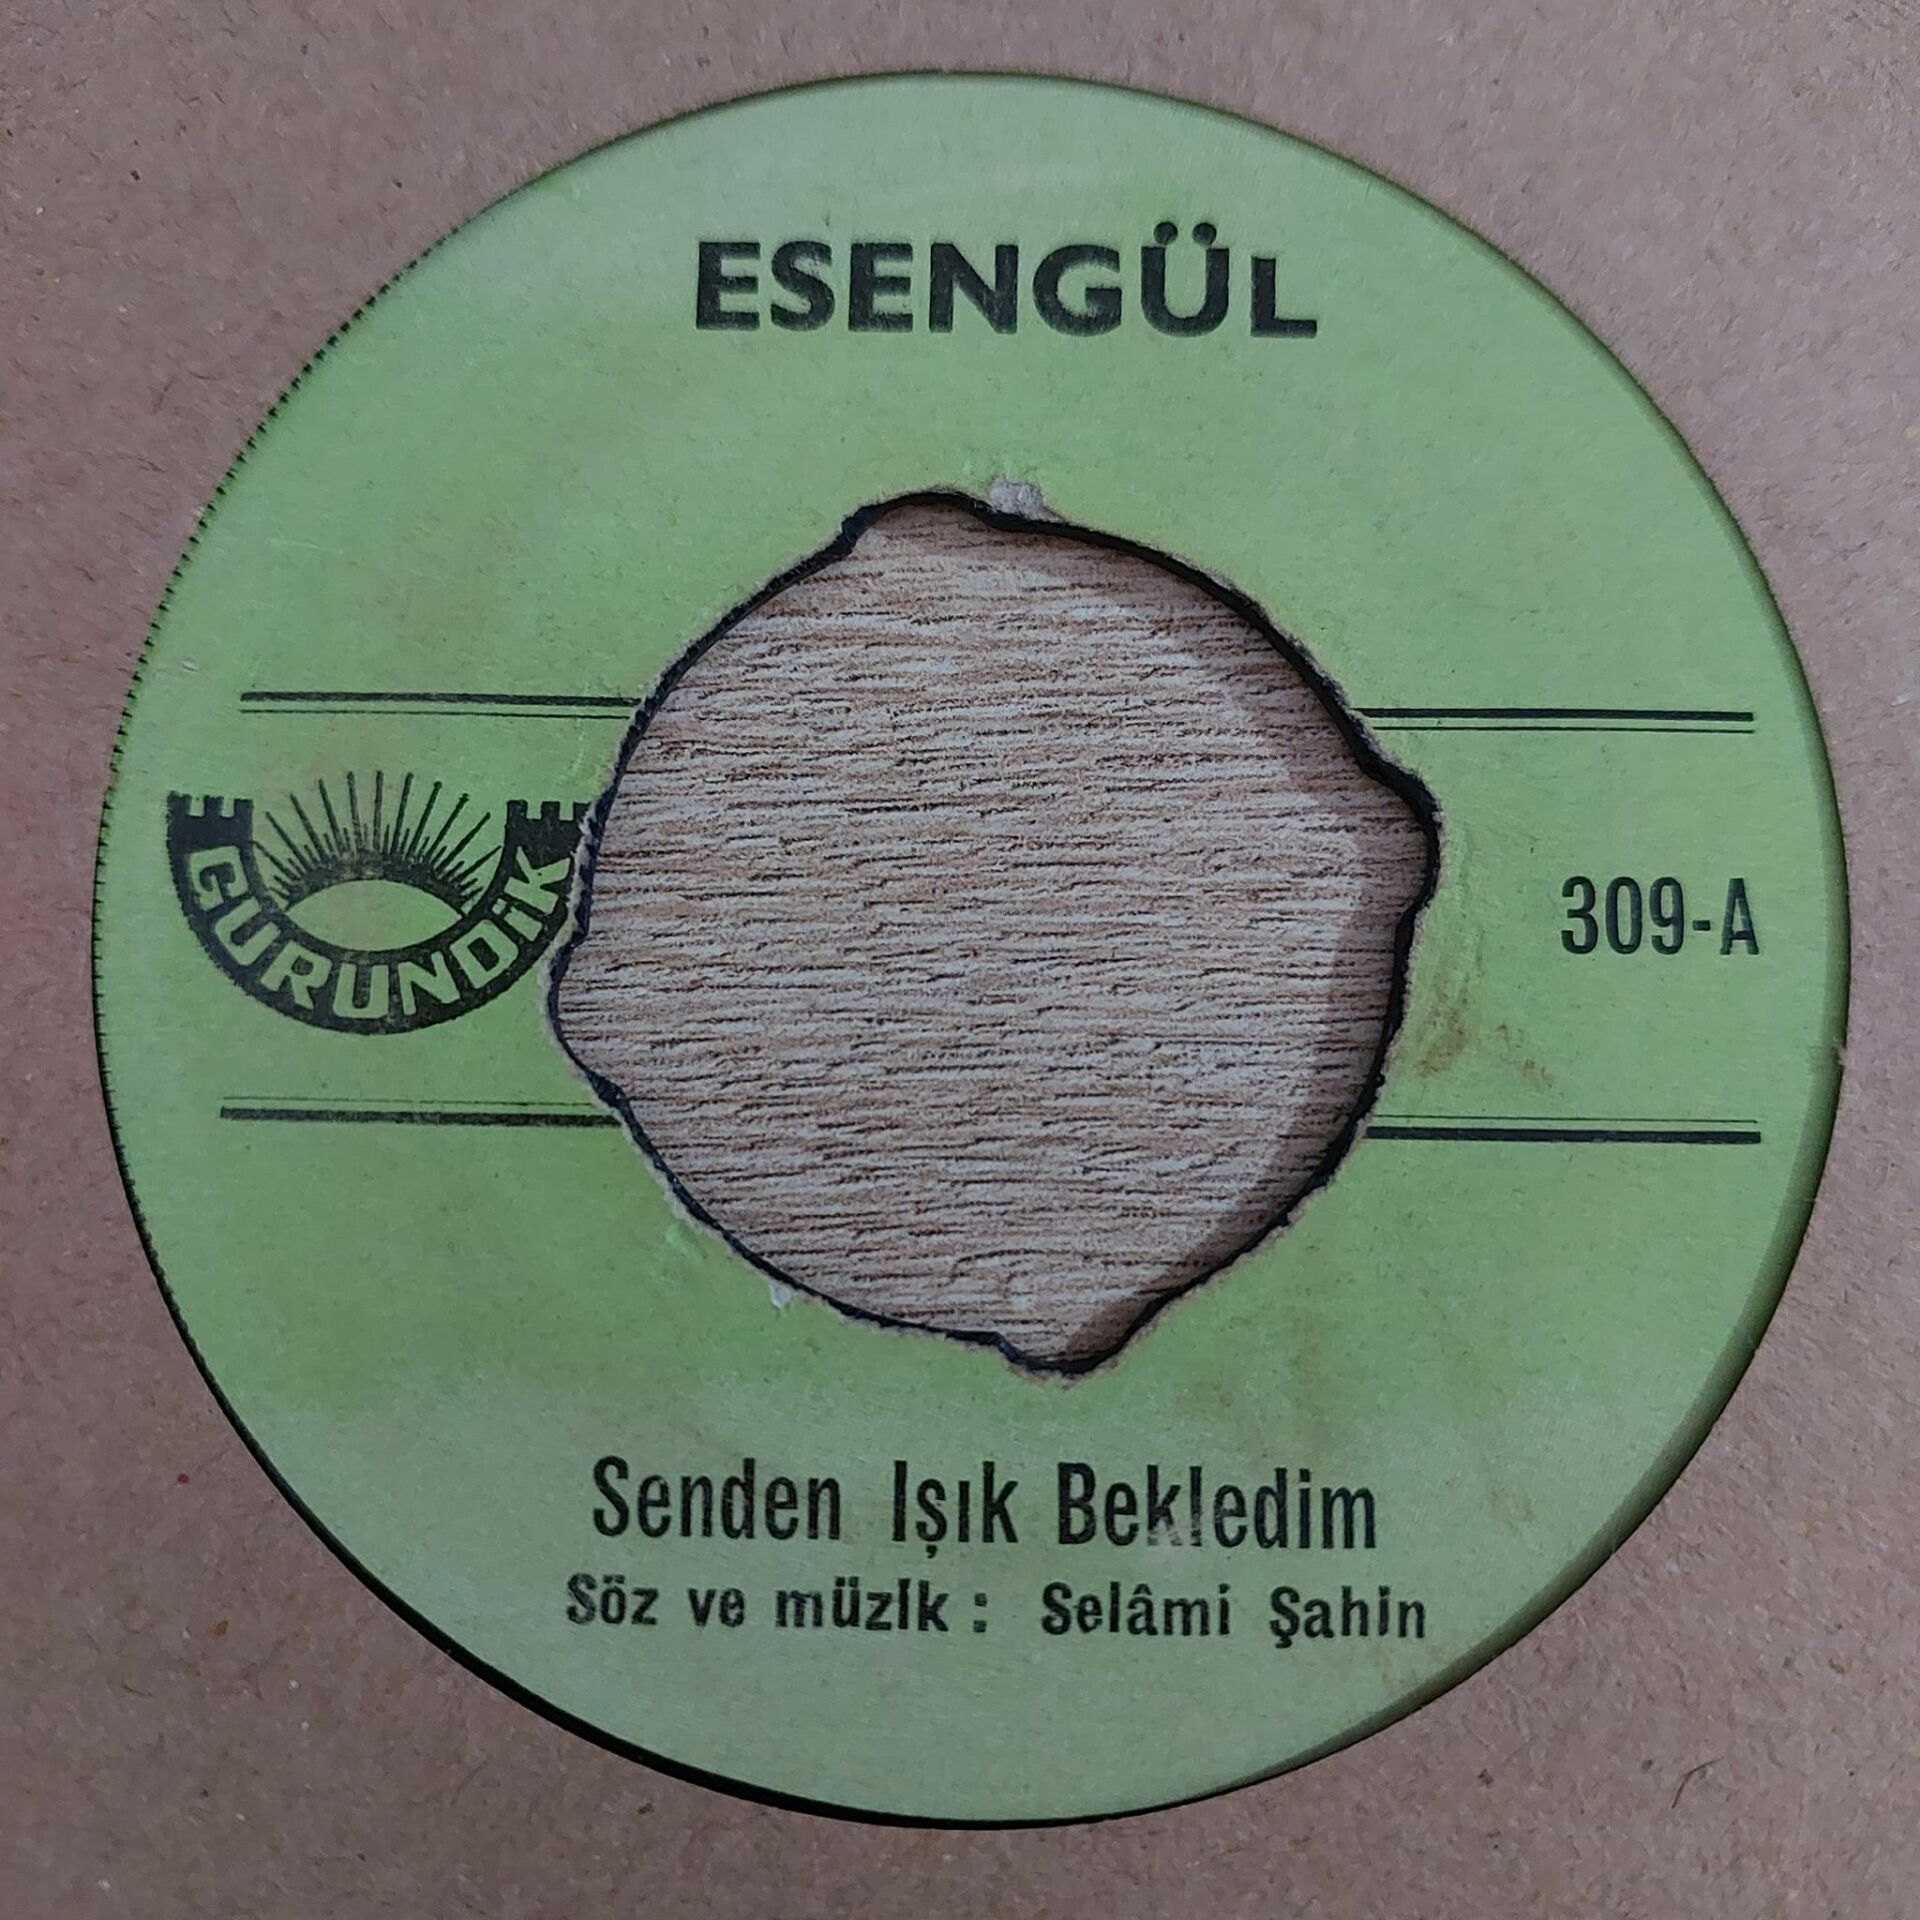 ESENGÜL
GURUNDİK
309-A
Senden Işık Bekledim
Söz ve müzik : Selâmi Şahin